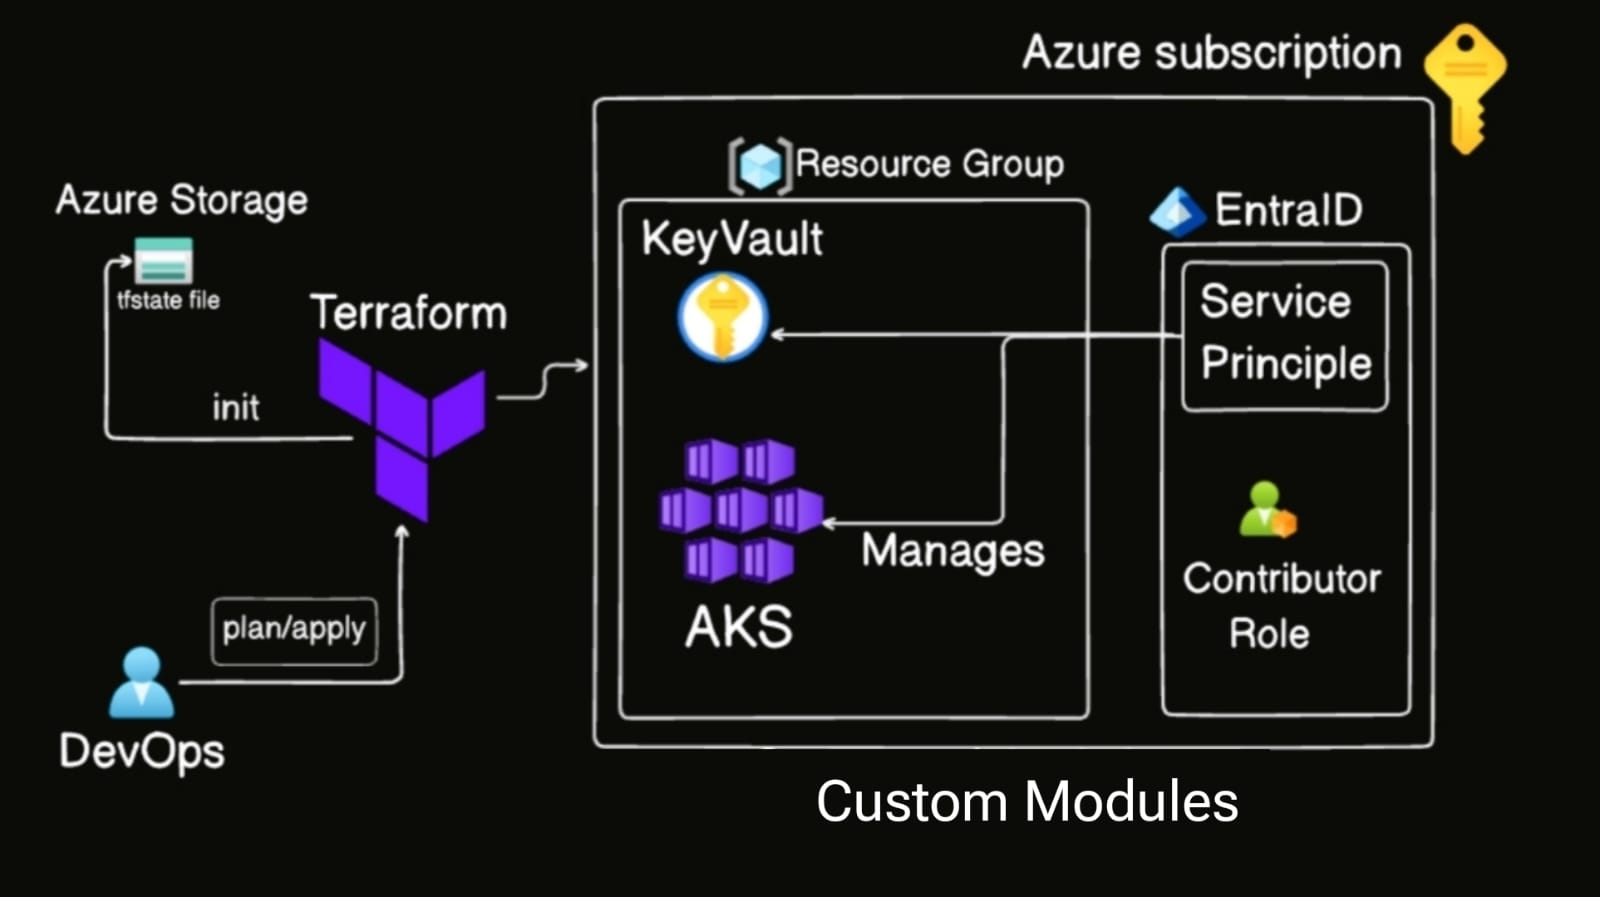 Azure subscription
Resource Group
Azure Storage
tfstate file
EntraID
KeyVault
Service
Principle
Terraform
init
Manages
Contributor
Role
AKS
plan/apply
DevOps
Custom Modules